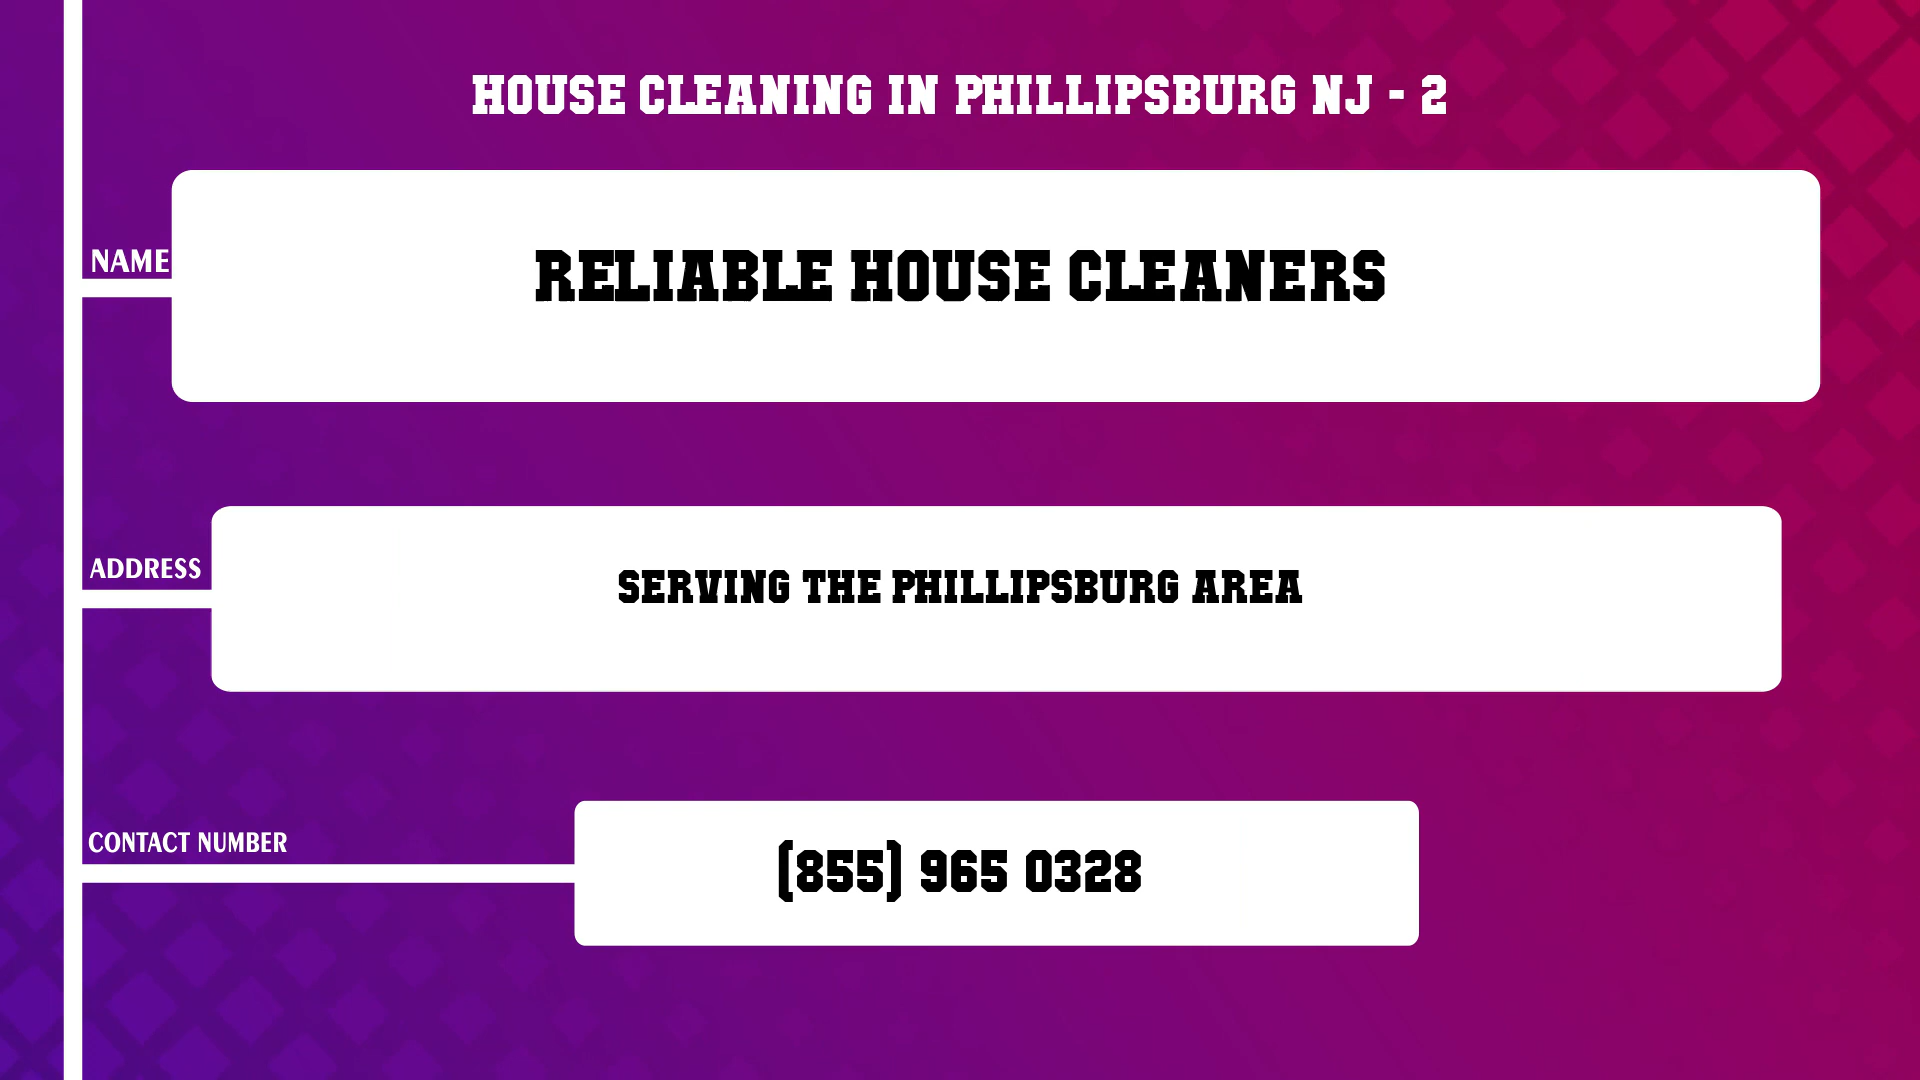 HOUSE CLEANING IN PHILLIPSBURG NJ - 2
NAME
RELIABLE HOUSE CLEANERS
ADDRESS
SERVING THE PHILLIPSBURG AREA
CONTACT NUMBER
(855) 965 0328